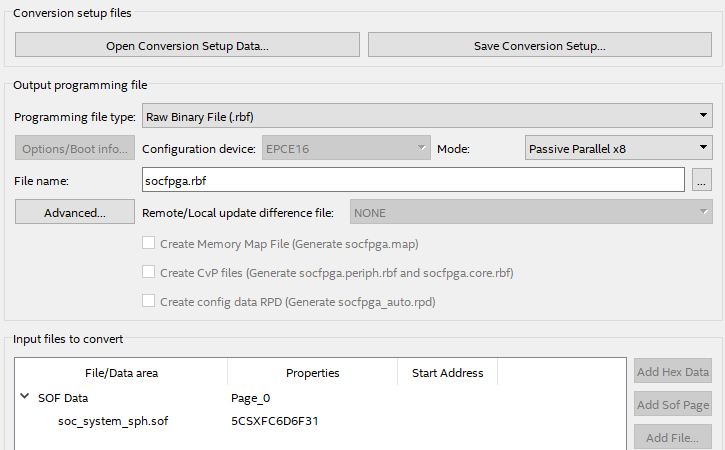 Conversion setup files
Open Conversion Setup Data... Save Conversion Setup...
Output programming file
Programming file type: Raw Binary File (.rbf)
Options/Boot info... Configuration device: EPCE16 Mode: Passive Parallel x8
File name: socfpga.rbf ...
Advanced... Remote/Local update difference file: NONE
Create Memory Map File (Generate socfpga.map)
Create CvP files (Generate socfpga.periph.rbf and socfpga.core.rbf)
Create config data RPD (Generate socfpga_auto.rpd)
Input files to convert
File/Data area Properties Start Address Add Hex Data
SOF Data Page_0 Add Sof Page
soc_system_sph.sof 5CSXFC6D6F31
Add File...